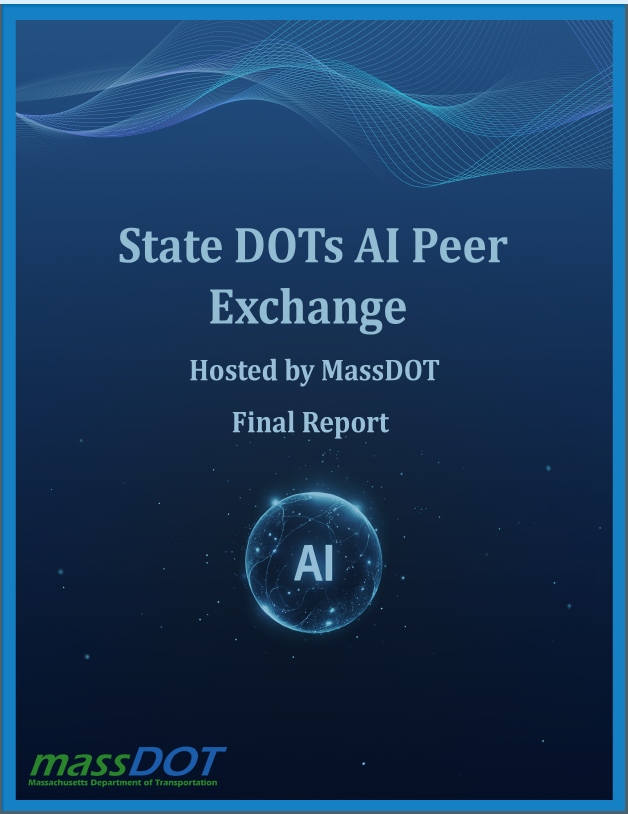 State DOTs AI Peer
Exchange
Hosted by MassDOT
Final Report
AI
massDOT
Massachusetts Department of Transportation